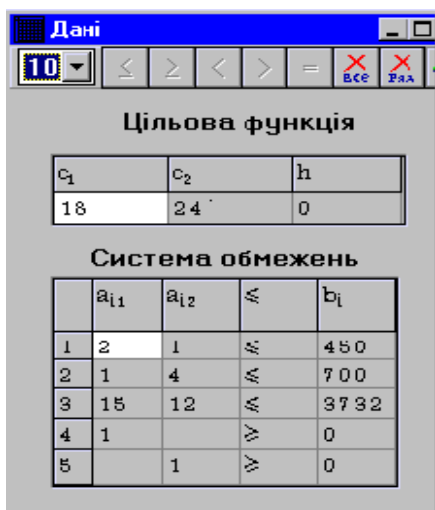 Дані
10 ≤ ≥ < > = все Ряд
Цільова функція
c₁ c₂ h
18 24 0
Система обмежень
aᵢ₁ aᵢ₂ ≤ bᵢ
1 2 1 ≤ 450
2 1 4 ≤ 700
3 15 12 ≤ 3732
4 1 ≥ 0
5 1 ≥ 0